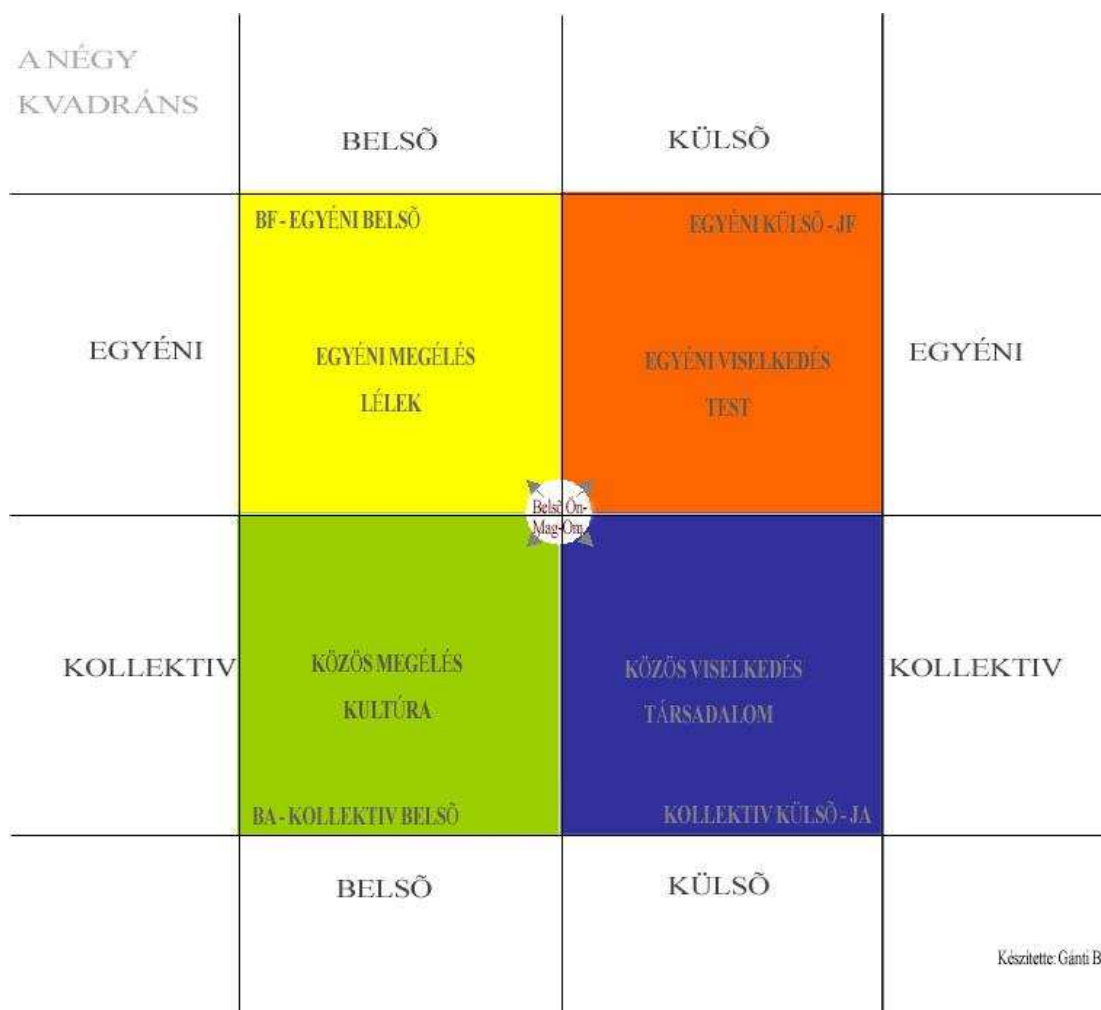 A NÉGY
KVADRÁNS
BELSÕ
KÜLSÕ
BF - EGYÉNI BELSÕ
EGYÉNI KÜLSÕ - JF
EGYÉNI
EGYÉNI MEGÉLÉS
LÉLEK
EGYÉNI VISELKEDÉS
TEST
EGYÉNI
Belsõ Ön-
Mag-Om
KOLLEKTIV
KÖZÖS MEGÉLÉS
KULTÚRA
KÖZÖS VISELKEDÉS
TÁRSADALOM
KOLLEKTIV
BA - KOLLEKTIV BELSÕ
KOLLEKTIV KÜLSÕ - JA
BELSÕ
KÜLSÕ
Készítette: Gánti B